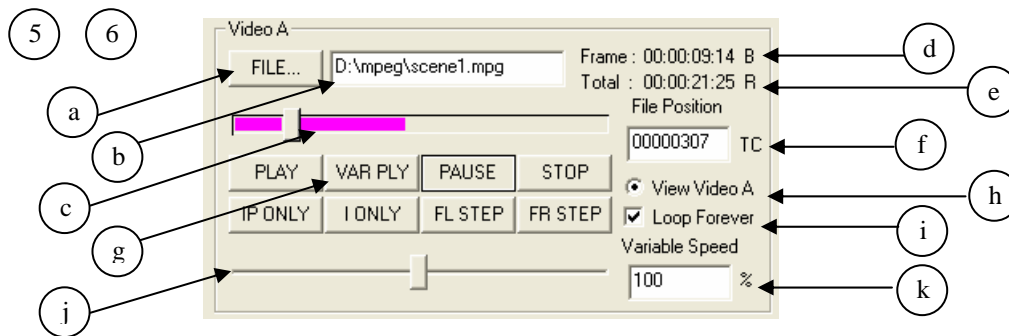 5 6
Video A
FILE... D:\mpeg\scene1.mpg Frame : 00:00:09:14 B
Total : 00:00:21:25 R
File Position
00000307 TC
PLAY VAR PLY PAUSE STOP
View Video A
IP ONLY I ONLY FL STEP FR STEP
Loop Forever
Variable Speed
100 %
a
b
c
g
j
d
e
f
h
i
k